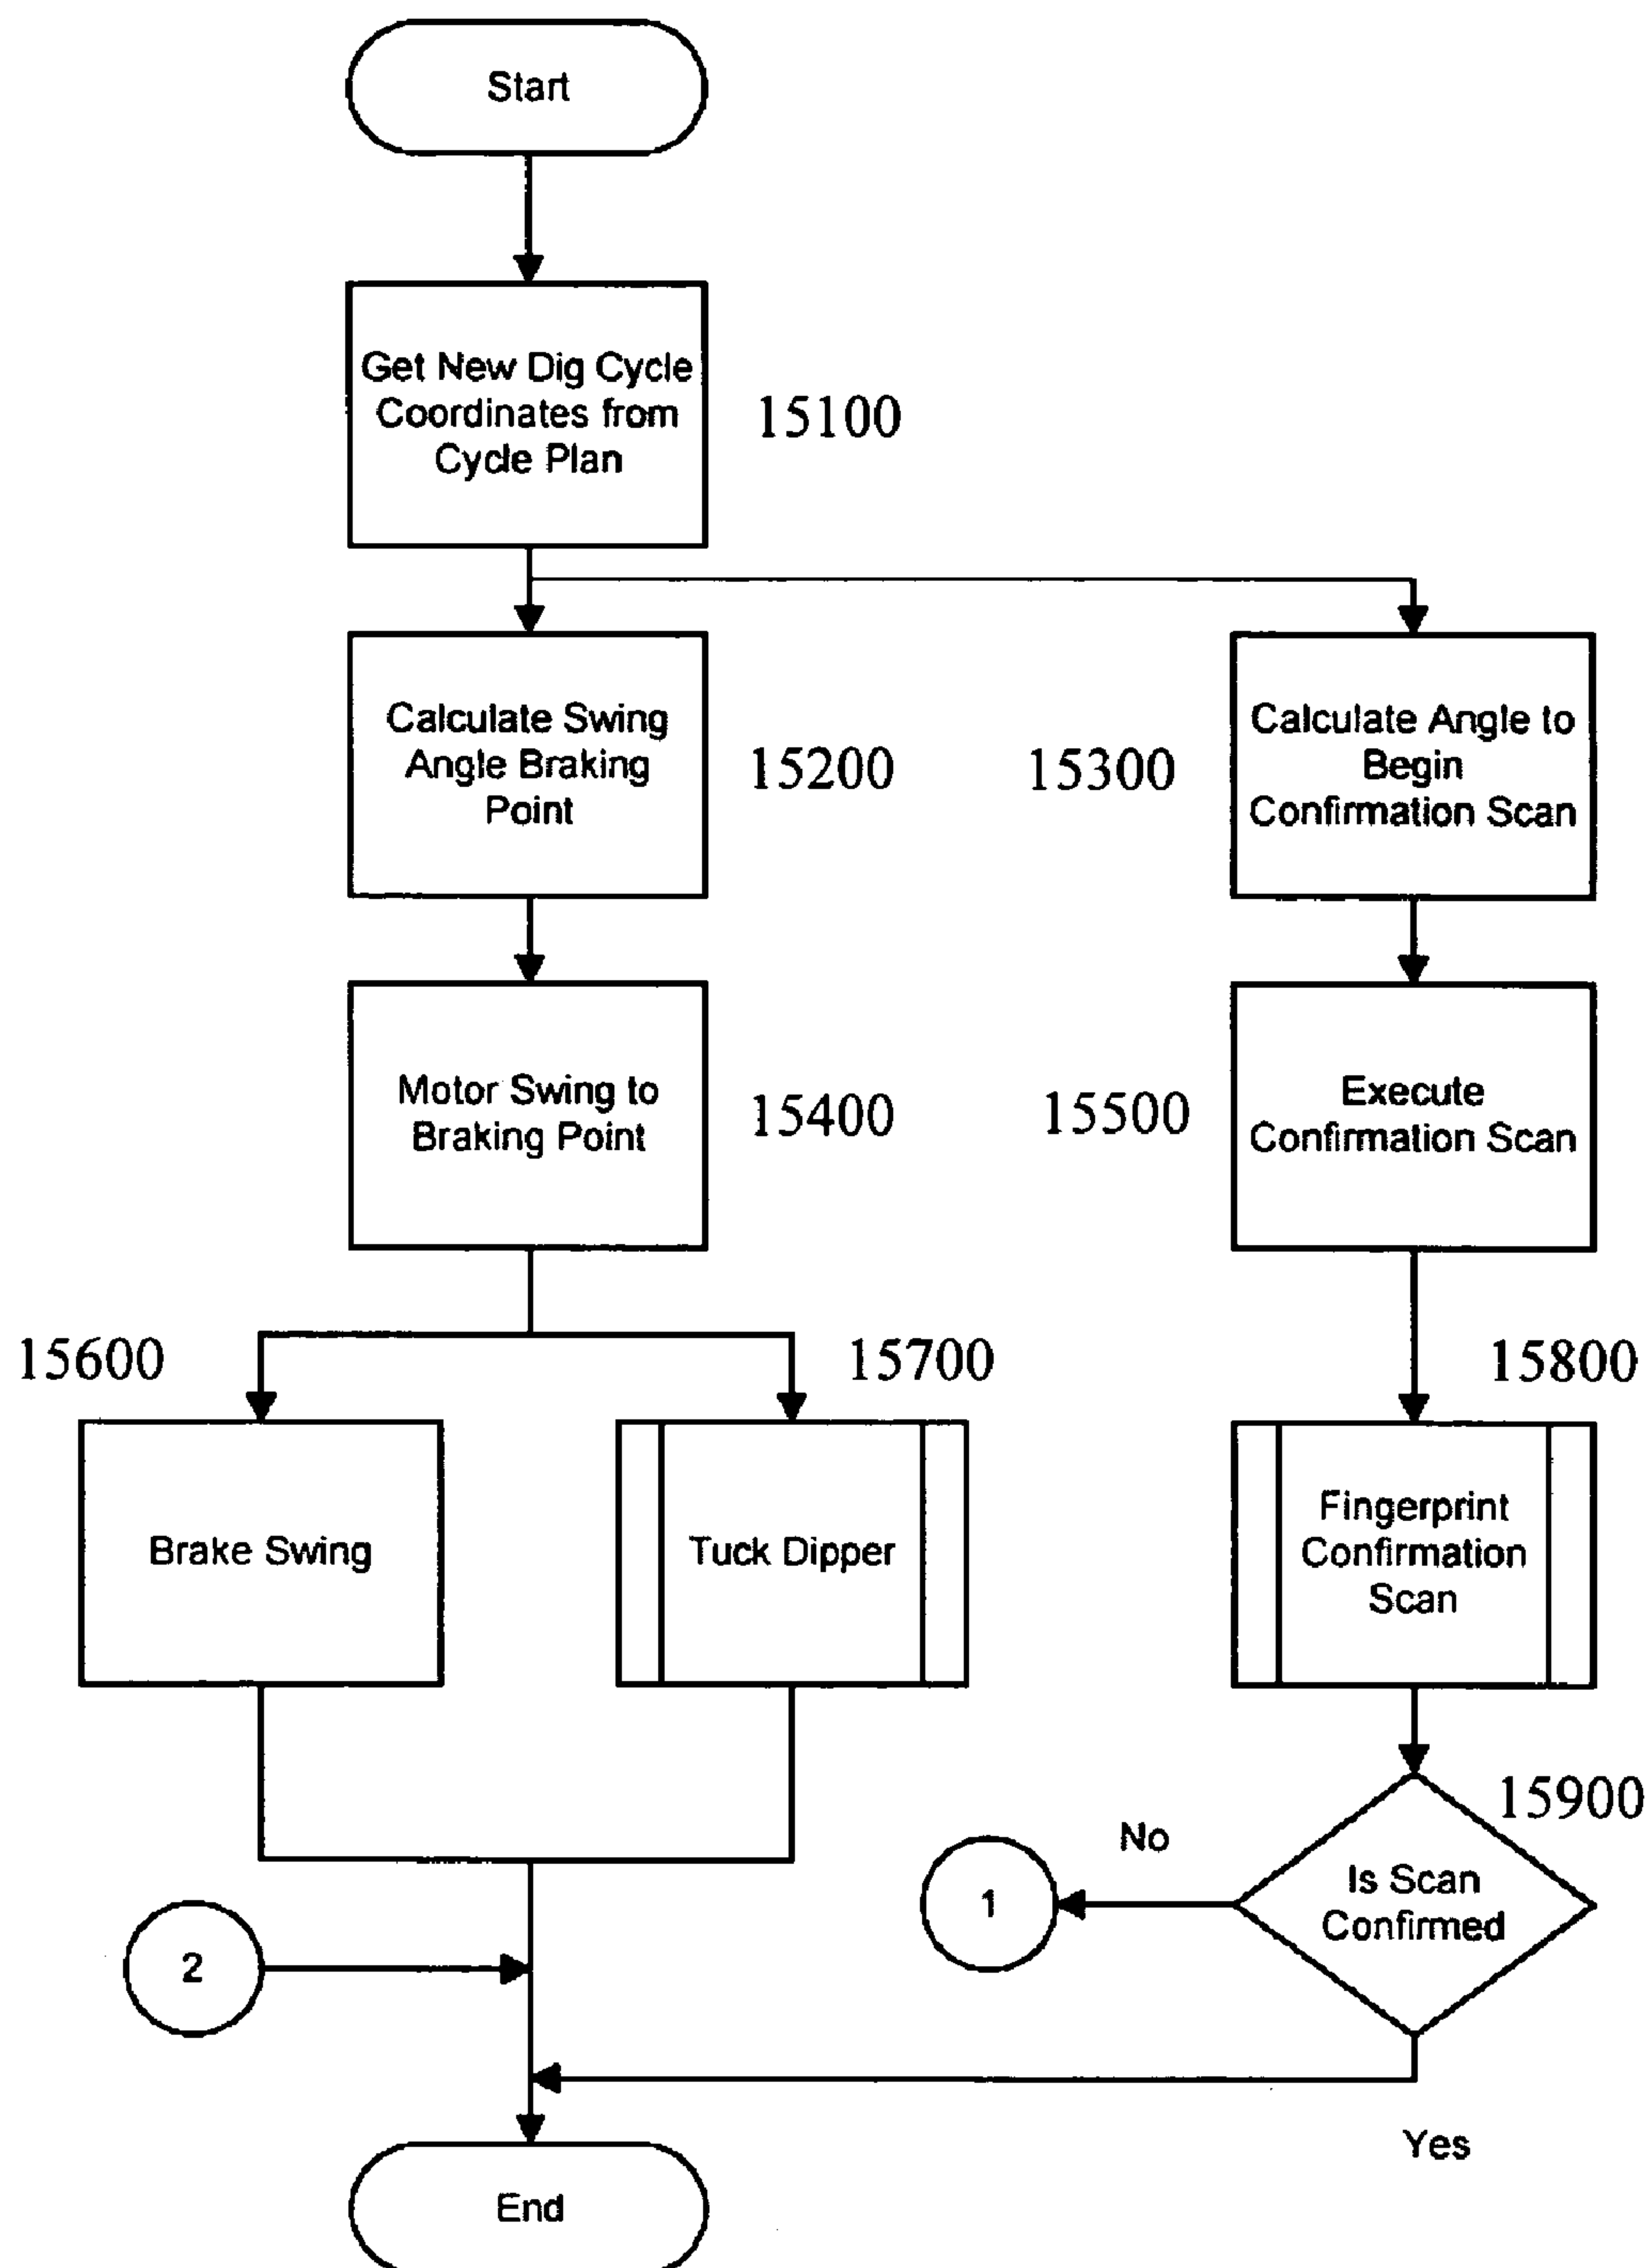 Start
Get New Dig Cycle
Coordinates from
Cycle Plan
15100
Calculate Swing
Angle Braking
Point
15200
15300
Calculate Angle to
Begin
Confirmation Scan
Motor Swing to
Braking Point
15400
15500
Execute
Confirmation Scan
15600
15700
15800
Brake Swing
Tuck Dipper
Fingerprint
Confirmation
Scan
15900
No
1
Is Scan
Confirmed
2
Yes
End